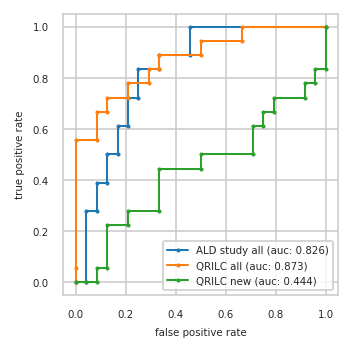 1.0
0.8
0.6
0.4
0.2
0.0
true positive rate
ALD study all (auc: 0.826)
QRILC all (auc: 0.873)
QRILC new (auc: 0.444)
0.0 0.2 0.4 0.6 0.8 1.0
false positive rate